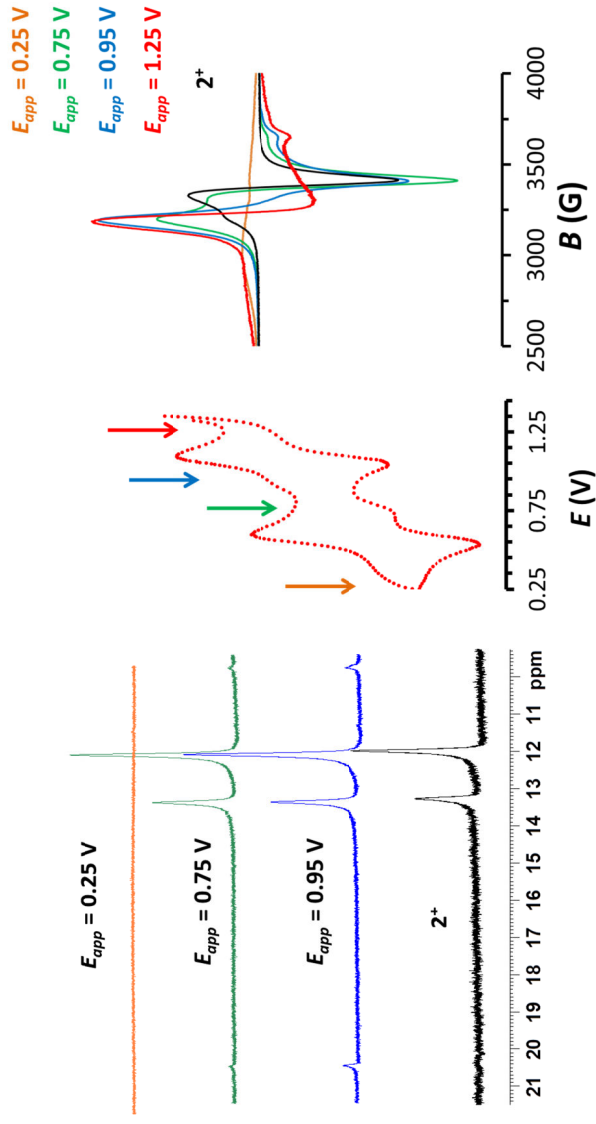 E_app = 0.25 V
E_app = 0.75 V
E_app = 0.95 V
2⁺
21 20 19 18 17 16 15 14 13 12 11 ppm
0.25 0.75 1.25
E (V)
E_app = 0.25 V
E_app = 0.75 V
E_app = 0.95 V
E_app = 1.25 V
2⁺
2500 3000 3500 4000
B (G)